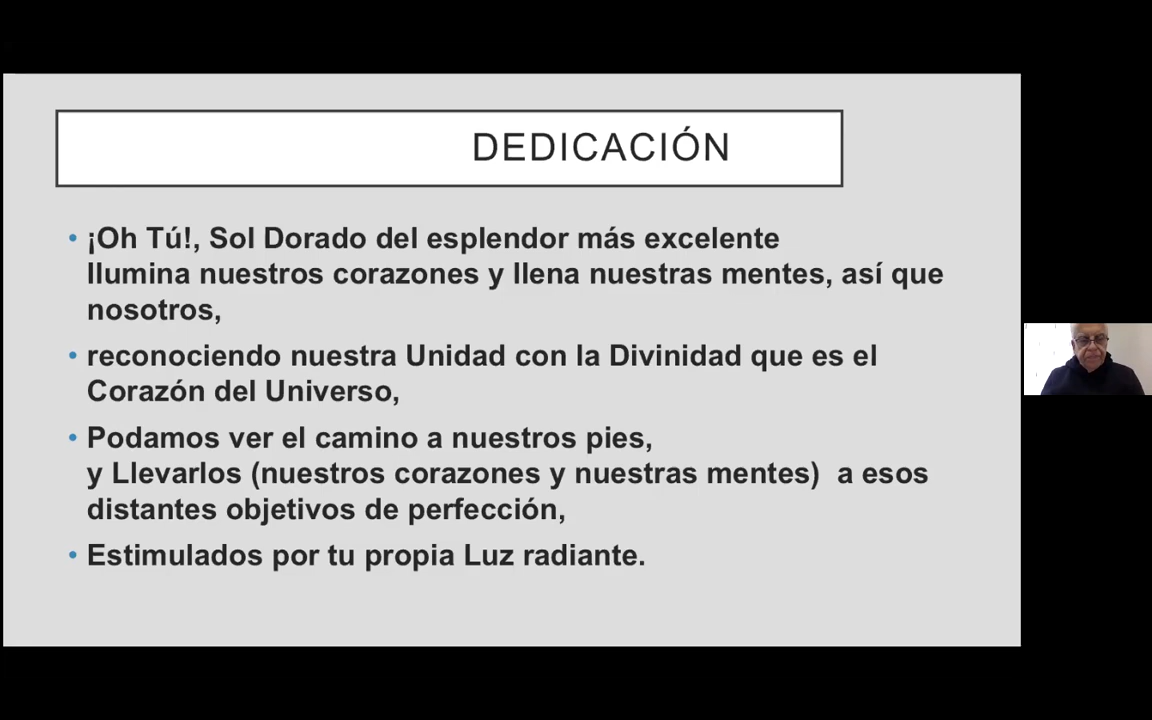 DEDICACIÓN
• ¡Oh Tú!, Sol Dorado del esplendor más excelente
Ilumina nuestros corazones y llena nuestras mentes, así que
nosotros,
• reconociendo nuestra Unidad con la Divinidad que es el
Corazón del Universo,
• Podamos ver el camino a nuestros pies,
y Llevarlos (nuestros corazones y nuestras mentes)  a esos
distantes objetivos de perfección,
• Estimulados por tu propia Luz radiante.